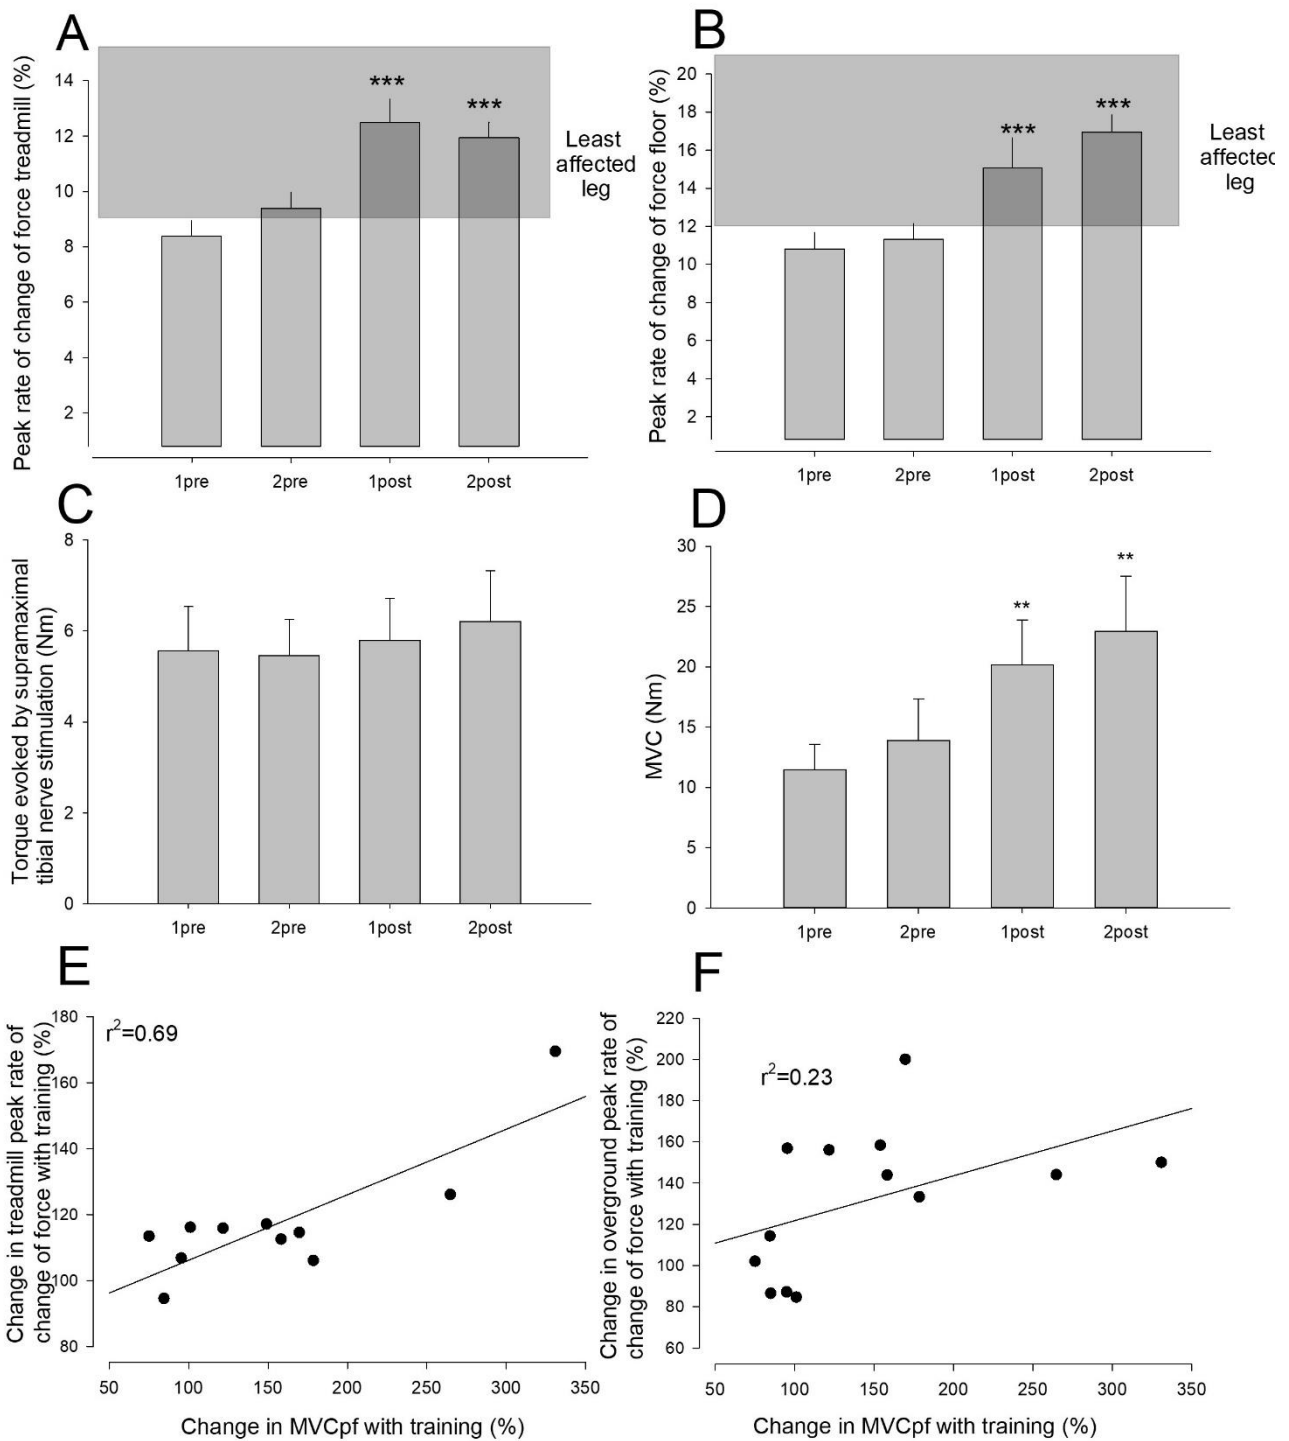 A
Peak rate of change of force treadmill (%)
14
12
10
8
6
4
2
***
***
Least
affected
leg
1pre
2pre
1post
2post
B
Peak rate of change of force floor (%)
20
18
16
14
12
10
8
6
4
2
***
***
Least
affectec
leg
1pre
2pre
1post
2post
C
Torque evoked by supramaximal
tibial nerve stimulation (Nm)
8
6
4
2
0
1pre
2pre
1post
2post
D
MVC (Nm)
30
25
20
15
10
5
0
**
**
1pre
2pre
1post
2post
E
Change in treadmill peak rate of
change of force with training (%)
180
160
140
120
100
80
r²=0.69
50
100
150
200
250
300
350
Change in MVCpf with training (%)
F
Change in overground peak rate of
change of force with training (%)
220
200
180
160
140
120
100
80
60
r²=0.23
50
100
150
200
250
300
350
Change in MVCpf with training (%)